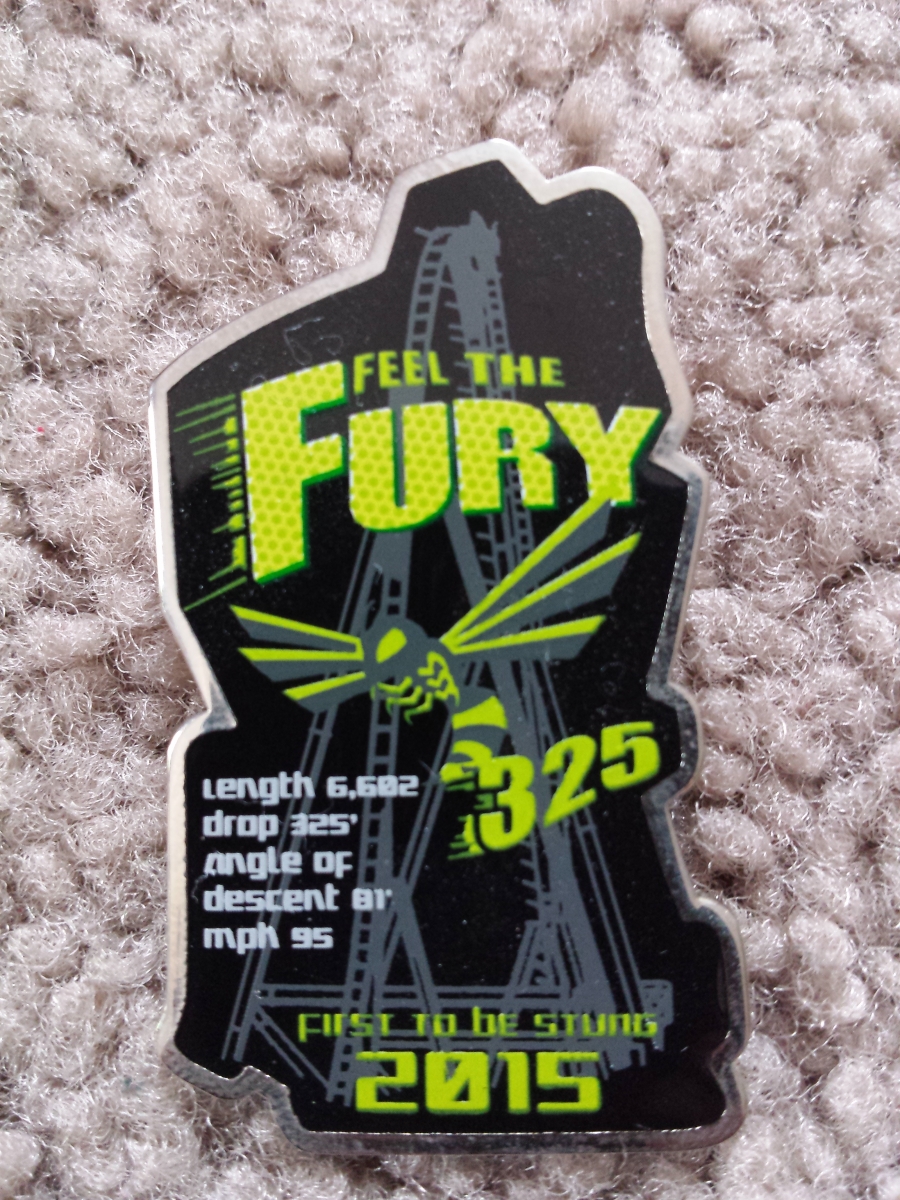 FEEL THE
FURY
325
Length 6,602
drop 325'
Angle of
descent 81°
mph 95
FIRST TO BE STUNG
2015